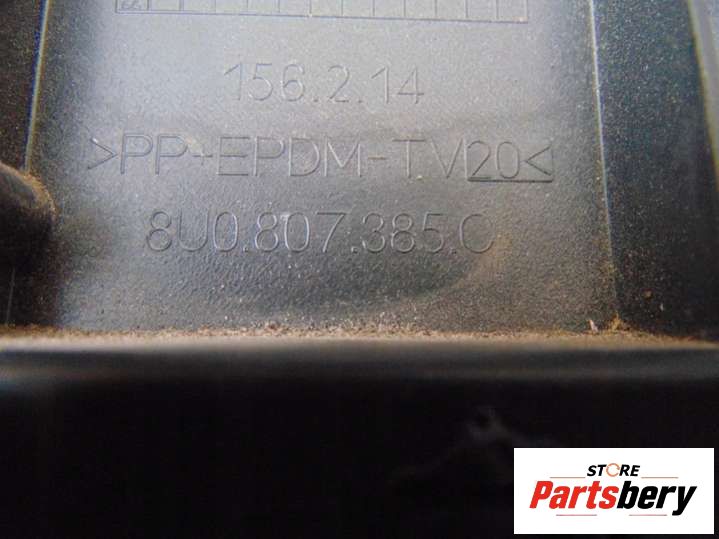 156.2.14
>PP+EPDM-TV20<
8U0.807.385.C
STORE
Partsbery